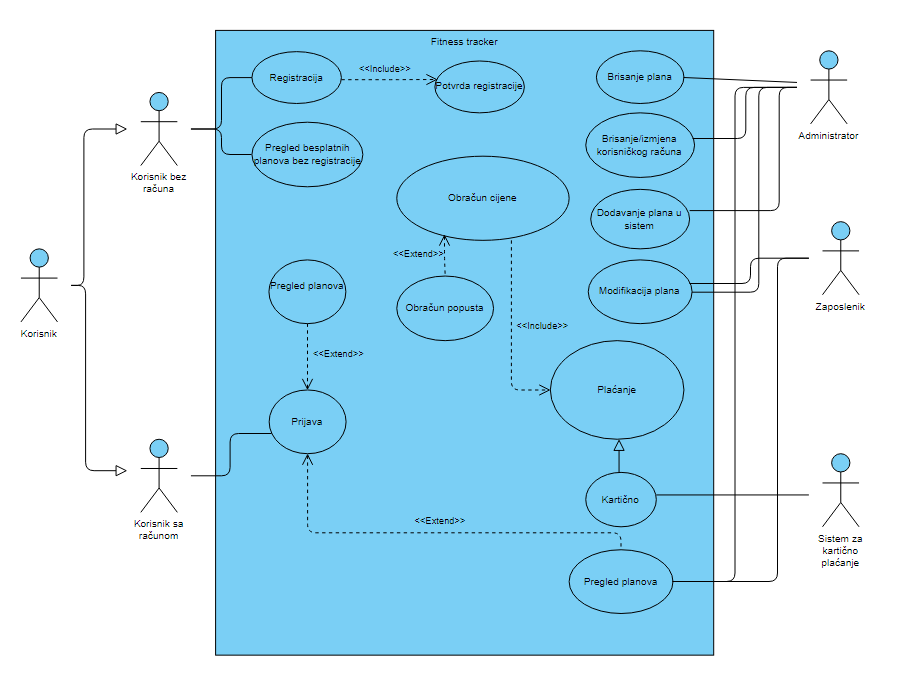 Fitness tracker
Registracija
<<Include>>
Potvrda registracije
Brisanje plana
Administrator
Korisnik bez
računa
Pregled besplatnih
planova bez registracije
Brisanje/izmjena
korisničkog računa
Obračun cijene
Dodavanje plana u
sistem
<<Extend>>
Pregled planova
Obračun popusta
Modifikacija plana
Zaposlenik
Korisnik
<<Include>>
<<Extend>>
Plaćanje
Prijava
Kartično
Korisnik sa
računom
<<Extend>>
Sistem za
kartično
plaćanje
Pregled planova